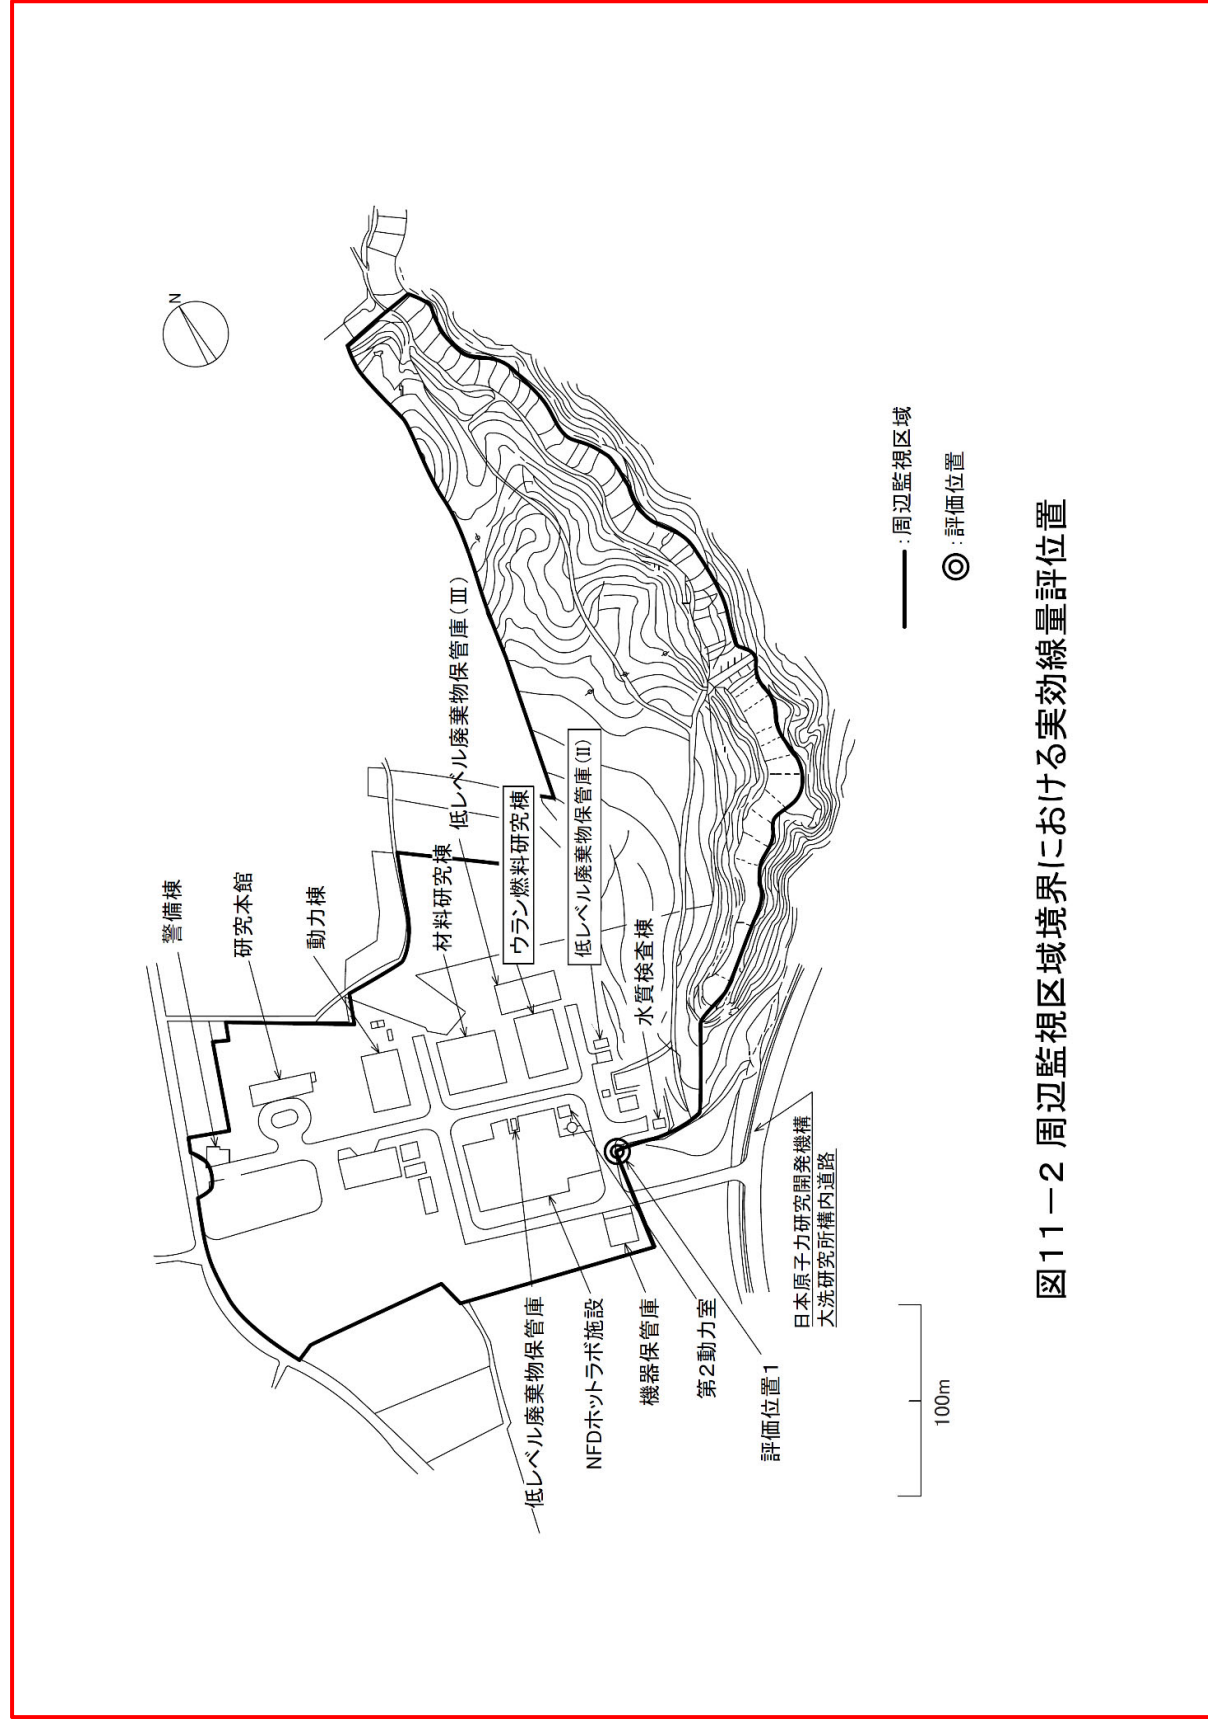 N
警備棟
研究本館
動力棟
材料研究棟
低レベル廃棄物保管庫(Ⅲ)
ウラン燃料研究棟
低レベル廃棄物保管庫(Ⅱ)
水質検査棟
低レベル廃棄物保管庫
NFDホットラボ施設
機器保管庫
第2動力室
評価位置1
日本原子力研究開発機構
大洗研究所構内道路
100m
:周辺監視区域
:評価位置
図11-2 周辺監視区域境界における実効線量評位置